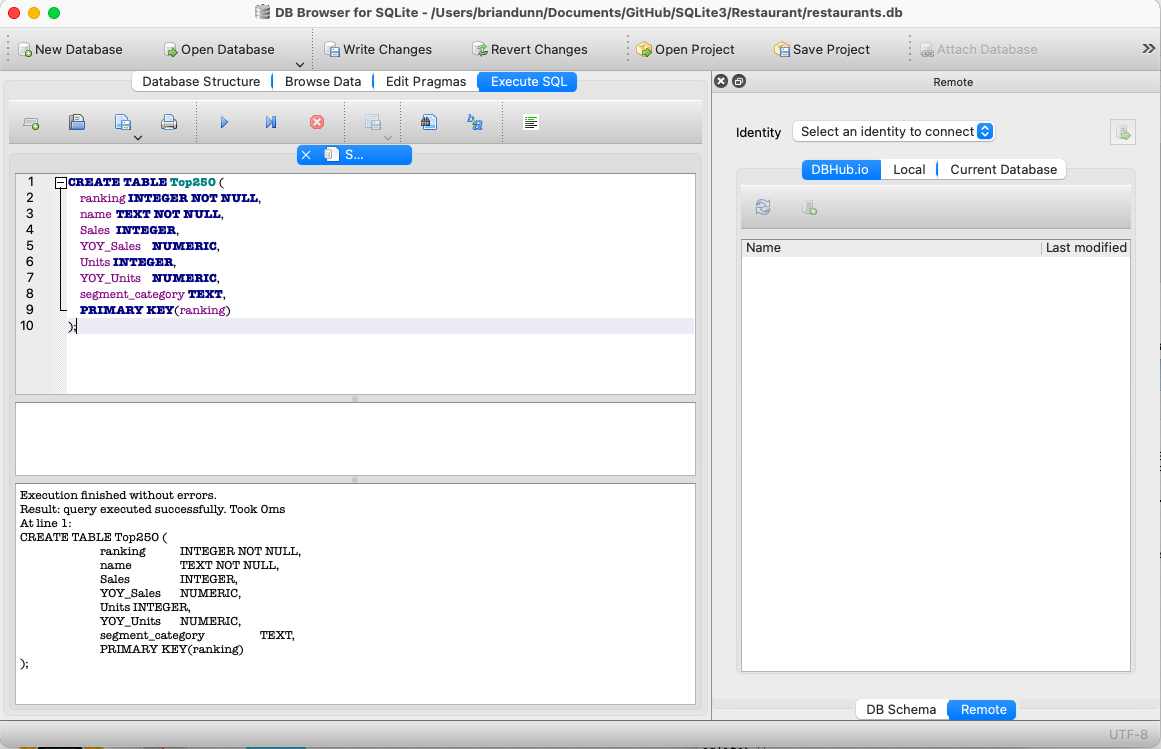 DB Browser for SQLite - /Users/briandunn/Documents/GitHub/SQLite3/Restaurant/restaurants.db
New Database Open Database Write Changes Revert Changes Open Project Save Project Attach Database
Database Structure Browse Data Edit Pragmas Execute SQL
S...
1 CREATE TABLE Top250 (
2 ranking INTEGER NOT NULL,
3 name TEXT NOT NULL,
4 Sales INTEGER,
5 YOY_Sales NUMERIC,
6 Units INTEGER,
7 YOY_Units NUMERIC,
8 segment_category TEXT,
9 PRIMARY KEY(ranking)
10 );
Execution finished without errors.
Result: query executed successfully. Took 0ms
At line 1:
CREATE TABLE Top250 (
ranking INTEGER NOT NULL,
name TEXT NOT NULL,
Sales INTEGER,
YOY_Sales NUMERIC,
Units INTEGER,
YOY_Units NUMERIC,
segment_category TEXT,
PRIMARY KEY(ranking)
);
Remote
Identity Select an identity to connect
DBHub.io Local Current Database
Name Last modified
DB Schema Remote
UTF-8